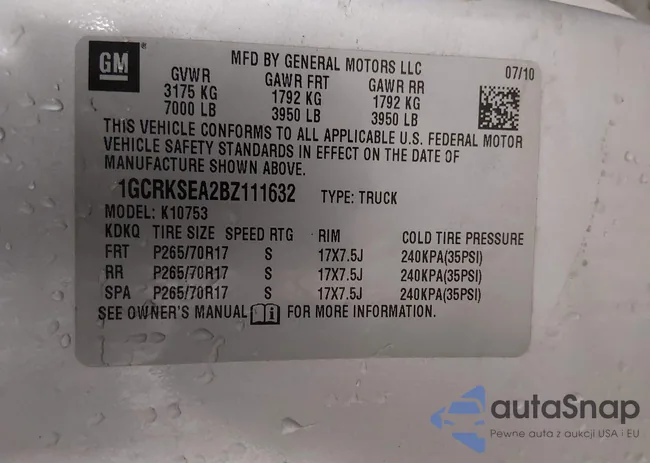 GM
MFD BY GENERAL MOTORS LLC 07/10
GVWR GAWR FRT GAWR RR
3175 KG 1792 KG 1792 KG
7000 LB 3950 LB 3950 LB
THIS VEHICLE CONFORMS TO ALL APPLICABLE U.S. FEDERAL MOTOR
VEHICLE SAFETY STANDARDS IN EFFECT ON THE DATE OF
MANUFACTURE SHOWN ABOVE.
1GCRKSEA2BZ111632 TYPE: TRUCK
MODEL: K10753
KDKQ TIRE SIZE SPEED RTG RIM COLD TIRE PRESSURE
FRT P265/70R17 S 17X7.5J 240KPA(35PSI)
RR P265/70R17 S 17X7.5J 240KPA(35PSI)
SPA P265/70R17 S 17X7.5J 240KPA(35PSI)
SEE OWNER'S MANUAL FOR MORE INFORMATION.
autaSnap
Pewne auta z aukcji USA i EU